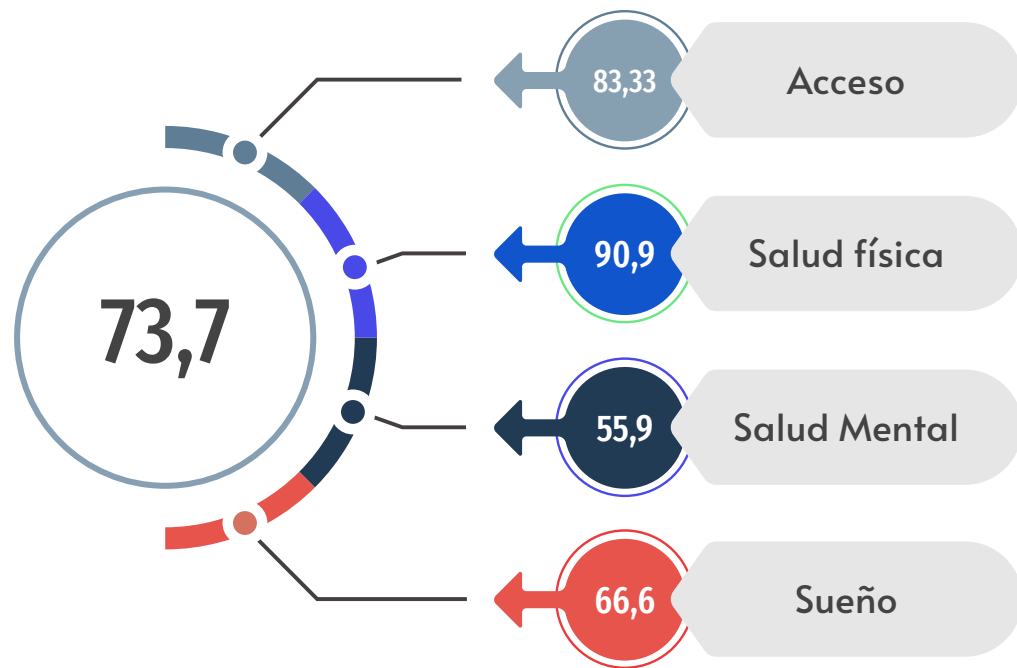 73,7
83,33
Acceso
90,9
Salud física
55,9
Salud Mental
66,6
Sueño